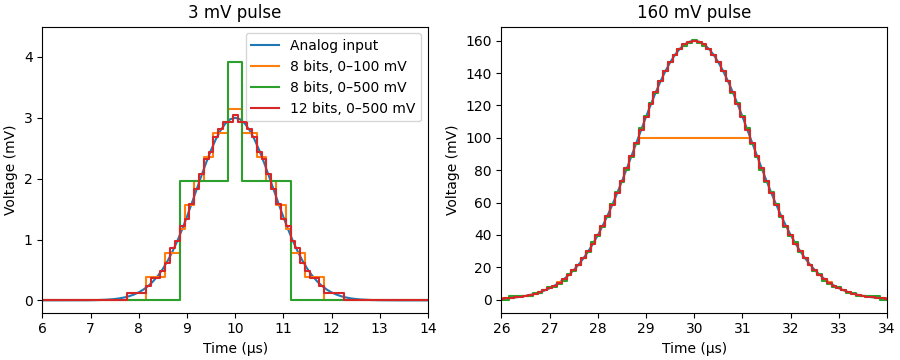 3 mV pulse
Voltage (mV)
4
3
2
1
0
Analog input
8 bits, 0–100 mV
8 bits, 0–500 mV
12 bits, 0–500 mV
6 7 8 9 10 11 12 13 14
Time (μs)
160 mV pulse
Voltage (mV)
160
140
120
100
80
60
40
20
0
26 27 28 29 30 31 32 33 34
Time (μs)